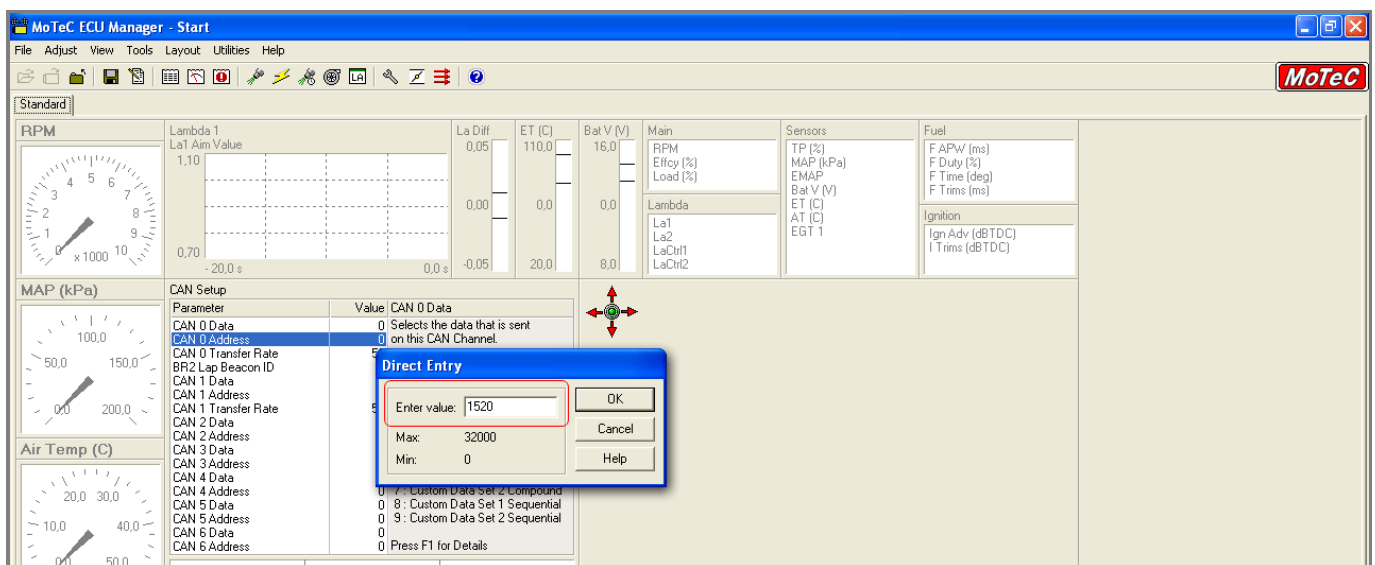 MoTeC ECU Manager - Start
File Adjust View Tools Layout Utilities Help
MoTeC
Standard
RPM
1
2
3
4
5
6
7
8
9
10
0
x 1000
Lambda 1
La1 Aim Value
1,10
0,70
- 20,0 s
0,0 s
La Diff
0,05
0,00
-0,05
ET (C)
110,0
0,0
20,0
Bat V (V)
16,0
0,0
8,0
Main
RPM
Effcy (%)
Load (%)
Lambda
La1
La2
LaCtrl1
LaCtrl2
Sensors
TP (%)
MAP (kPa)
EMAP
Bat V (V)
ET (C)
AT (C)
EGT 1
Fuel
F APW (ms)
F Duty (%)
F Time (deg)
F Trims (ms)
Ignition
Ign Adv (dBTDC)
I Trims (dBTDC)
MAP (kPa)
100,0
50,0
150,0
0,0
200,0
Air Temp (C)
20,0
30,0
10,0
40,0
0,0
50,0
CAN Setup
Parameter Value CAN 0 Data
CAN 0 Data 0 Selects the data that is sent
CAN 0 Address 0 on this CAN Channel.
CAN 0 Transfer Rate 5
BR2 Lap Beacon ID
CAN 1 Data
CAN 1 Address
CAN 1 Transfer Rate 5
CAN 2 Data
CAN 2 Address
CAN 3 Data
CAN 3 Address
CAN 4 Data
CAN 4 Address 0 7 : Custom Data Set 2 Compound
CAN 5 Data 0 8 : Custom Data Set 1 Sequential
CAN 5 Address 0 9 : Custom Data Set 2 Sequential
CAN 6 Data 0
CAN 6 Address 0 Press F1 for Details
Direct Entry
Enter value: 1520
Max: 32000
Min: 0
OK
Cancel
Help